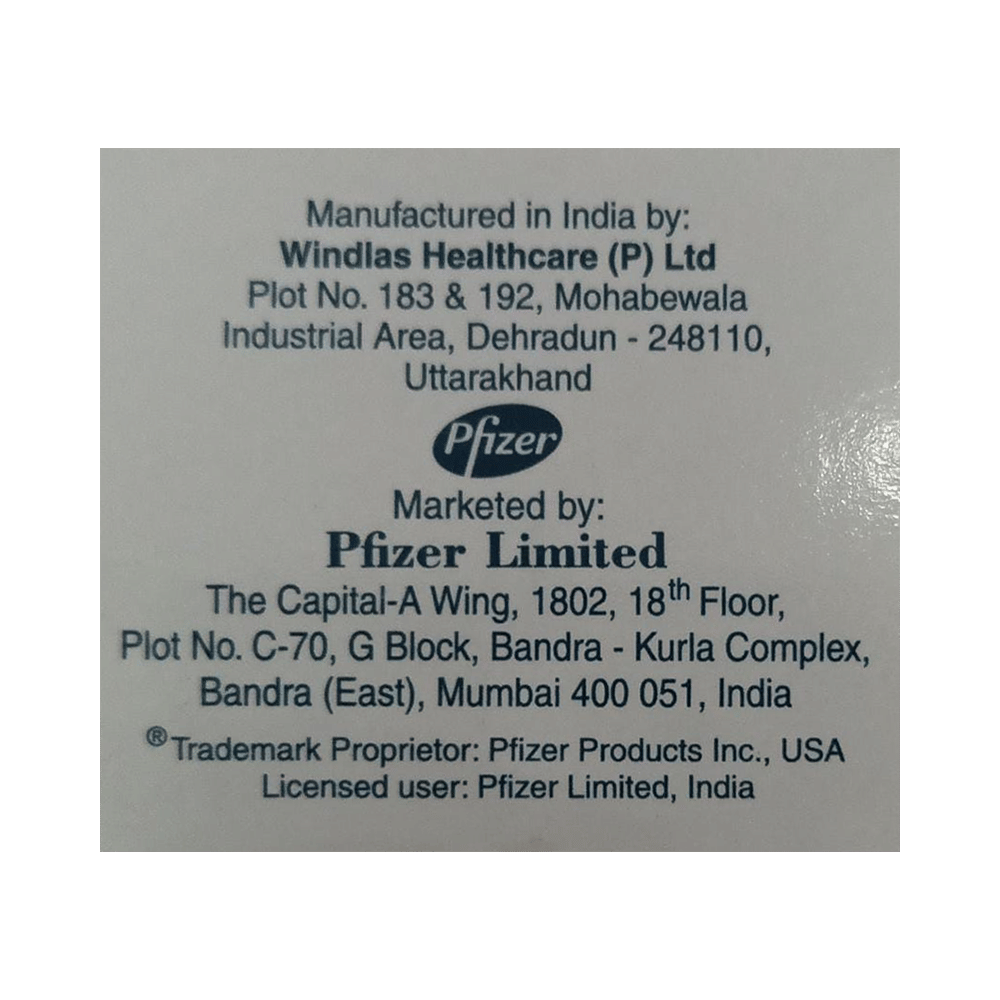 Manufactured in India by:
Windlas Healthcare (P) Ltd
Plot No. 183 & 192, Mohabewala
Industrial Area, Dehradun - 248110,
Uttarakhand
Pfizer
Marketed by:
Pfizer Limited
The Capital-A Wing, 1802, 18th Floor,
Plot No. C-70, G Block, Bandra - Kurla Complex,
Bandra (East), Mumbai 400 051, India
®Trademark Proprietor: Pfizer Products Inc., USA
Licensed user: Pfizer Limited, India